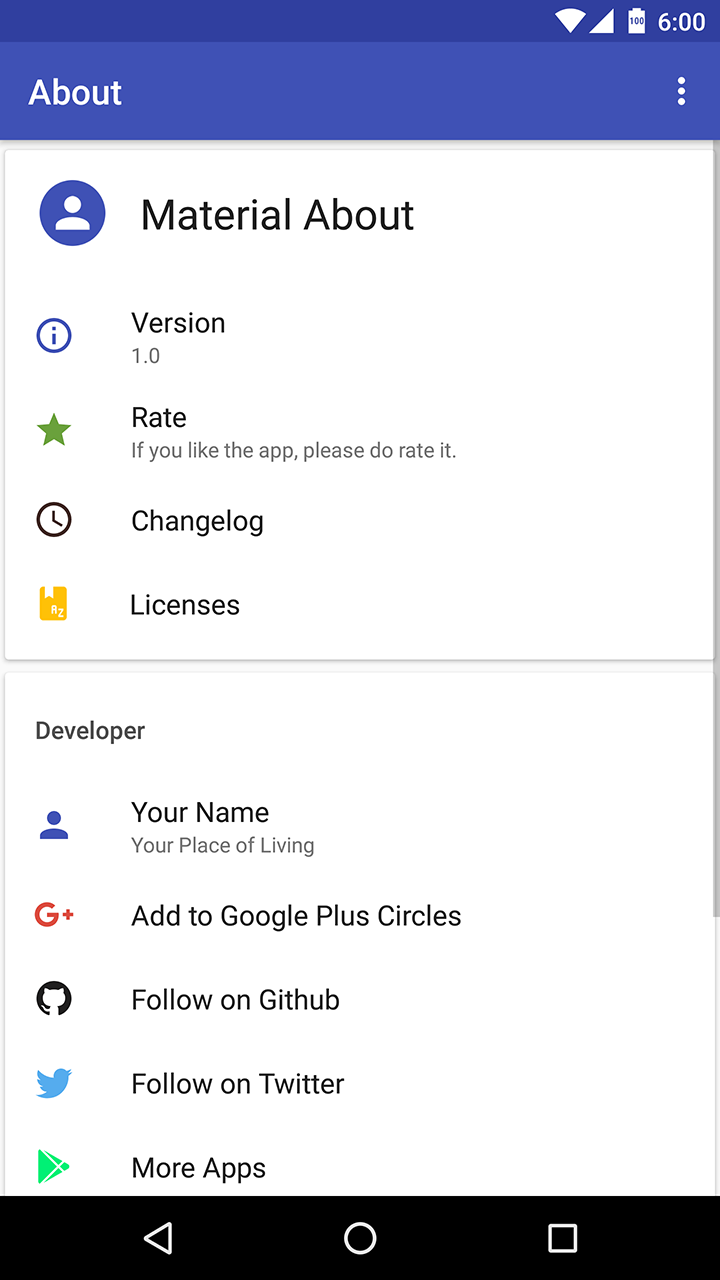 100 6:00
About
Material About
Version
1.0
Rate
If you like the app, please do rate it.
Changelog
AZ
Licenses
Developer
Your Name
Your Place of Living
G+
Add to Google Plus Circles
Follow on Github
Follow on Twitter
More Apps